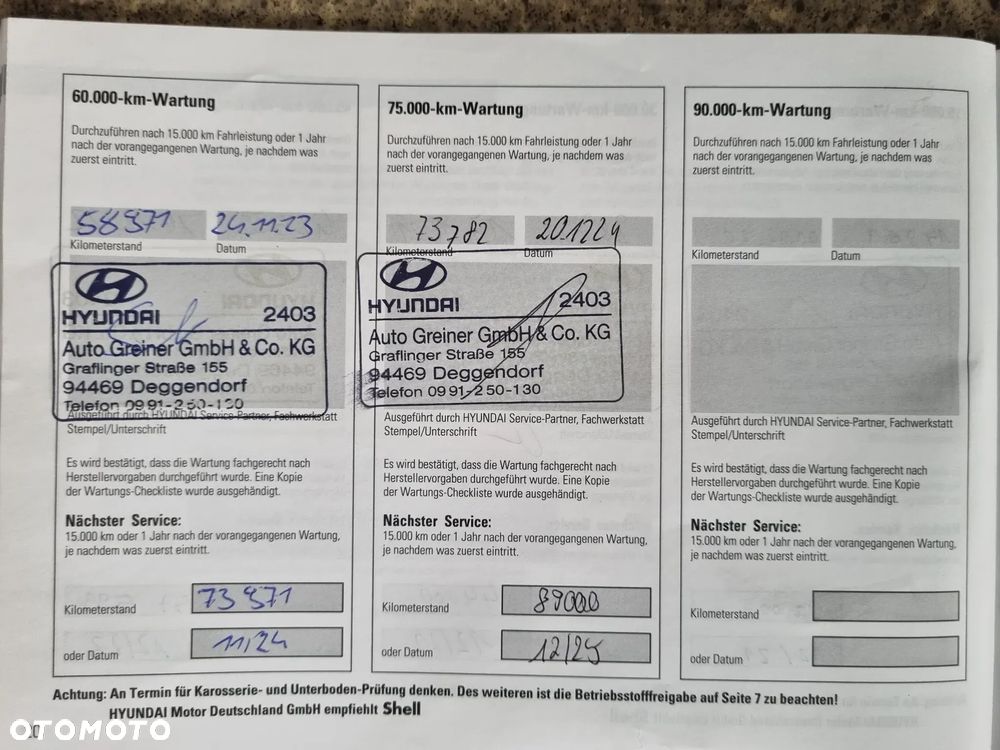 60.000-km-Wartung
Durchzuführen nach 15.000 km Fahrleistung oder 1 Jahr
nach der vorangegangenen Wartung, je nachdem was
zuerst eintritt.
58971 24.11.23
Kilometerstand Datum
HYUNDAI 2403
Auto Greiner GmbH & Co. KG
Graflinger Straße 155
94469 Deggendorf
Telefon 09 91-2 50-130
Ausgeführt durch HYUNDAI Service-Partner, Fachwerkstatt
Stempel/Unterschrift
Es wird bestätigt, dass die Wartung fachgerecht nach
Herstellervorgaben durchgeführt wurde. Eine Kopie
der Wartungs-Checkliste wurde ausgehändigt.
Nächster Service:
15.000 km oder 1 Jahr nach der vorangegangenen Wartung,
je nachdem was zuerst eintritt.
Kilometerstand 73971
oder Datum 11/24
75.000-km-Wartung
Durchzuführen nach 15.000 km Fahrleistung oder 1 Jahr
nach der vorangegangenen Wartung, je nachdem was
zuerst eintritt.
73782 201224
Kilometerstand Datum
HYUNDAI 2403
Auto Greiner GmbH & Co. KG
Graflinger Straße 155
94469 Deggendorf
Telefon 09 91-2 50-130
Ausgeführt durch HYUNDAI Service-Partner, Fachwerkstatt
Stempel/Unterschrift
Es wird bestätigt, dass die Wartung fachgerecht nach
Herstellervorgaben durchgeführt wurde. Eine Kopie
der Wartungs-Checkliste wurde ausgehändigt.
Nächster Service:
15.000 km oder 1 Jahr nach der vorangegangenen Wartung,
je nachdem was zuerst eintritt.
Kilometerstand 89000
oder Datum 12/25
90.000-km-Wartung
Durchzuführen nach 15.000 km Fahrleistung oder 1 Jahr
nach der vorangegangenen Wartung, je nachdem was
zuerst eintritt.
Kilometerstand Datum
Ausgeführt durch HYUNDAI Service-Partner, Fachwerkstatt
Stempel/Unterschrift
Es wird bestätigt, dass die Wartung fachgerecht nach
Herstellervorgaben durchgeführt wurde. Eine Kopie
der Wartungs-Checkliste wurde ausgehändigt.
Nächster Service:
15.000 km oder 1 Jahr nach der vorangegangenen Wartung,
je nachdem was zuerst eintritt.
Kilometerstand
oder Datum
Achtung: An Termin für Karosserie- und Unterboden-Prüfung denken. Des weiteren ist die Betriebsstofffreigabe auf Seite 7 zu beachten!
HYUNDAI Motor Deutschland GmbH empfiehlt Shell
OTOMOTO